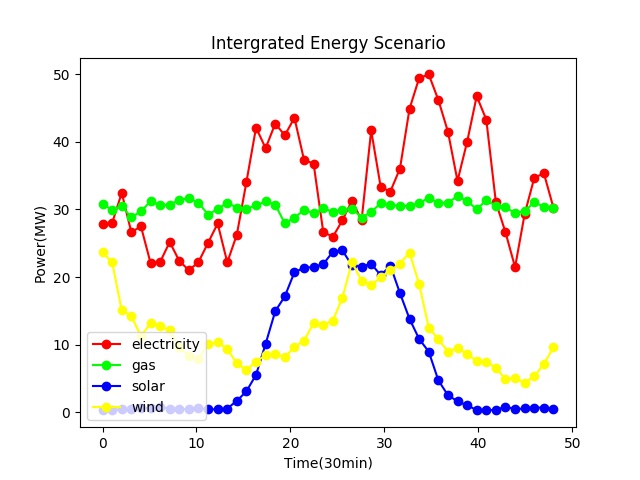 Intergrated Energy Scenario
Power(MW)
50
40
30
20
10
0
electricity
gas
solar
wind
0 10 20 30 40 50
Time(30min)